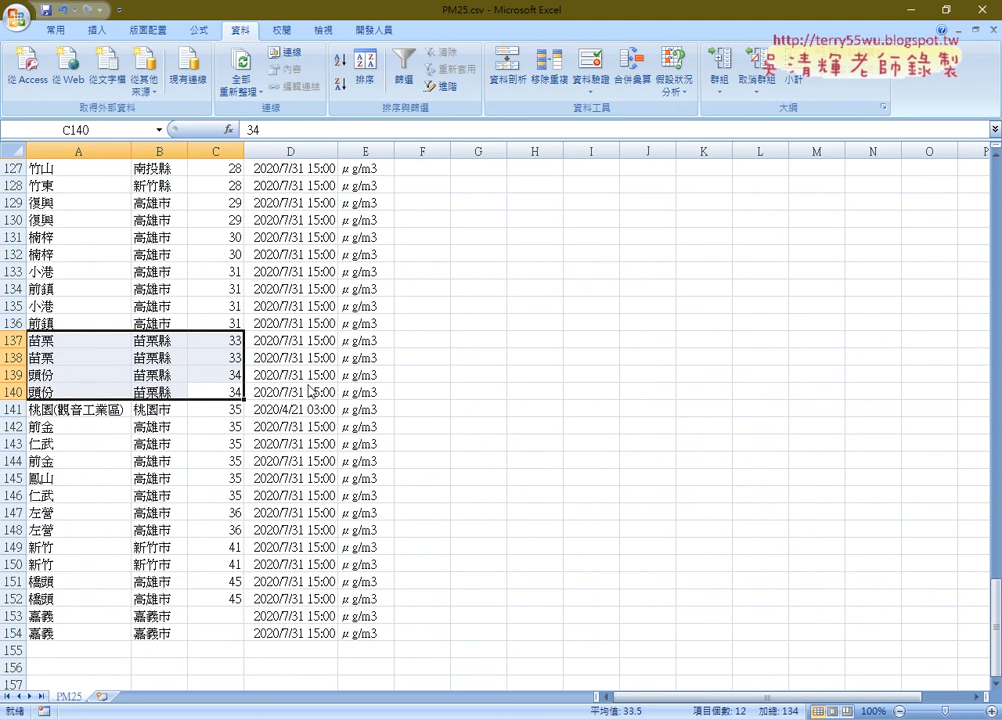 PM25.csv - Microsoft Excel
常用 插入 版面配置 公式 資料 校閱 檢視 開發人員
http://terry55wu.blogspot.tw
吳清輝老師錄製
從 Access 從 Web 從文字檔 從其他來源 現有連線 全部重新整理 連線 內容 編輯連結 排序 篩選 清除 重新套用 進階 資料剖析 移除重複 資料驗證 合併彙算 假設狀況分析 群組 取消群組 小計
取得外部資料 連線 排序與篩選 資料工具 大綱
C140 fx 34
A B C D E F G H I J K L M N O P
127 竹山 南投縣 28 2020/7/31 15:00 μg/m3
128 竹東 新竹縣 28 2020/7/31 15:00 μg/m3
129 復興 高雄市 29 2020/7/31 15:00 μg/m3
130 復興 高雄市 29 2020/7/31 15:00 μg/m3
131 楠梓 高雄市 30 2020/7/31 15:00 μg/m3
132 楠梓 高雄市 30 2020/7/31 15:00 μg/m3
133 小港 高雄市 31 2020/7/31 15:00 μg/m3
134 前鎮 高雄市 31 2020/7/31 15:00 μg/m3
135 小港 高雄市 31 2020/7/31 15:00 μg/m3
136 前鎮 高雄市 31 2020/7/31 15:00 μg/m3
137 苗栗 苗栗縣 33 2020/7/31 15:00 μg/m3
138 苗栗 苗栗縣 33 2020/7/31 15:00 μg/m3
139 頭份 苗栗縣 34 2020/7/31 15:00 μg/m3
140 頭份 苗栗縣 34 2020/7/31 15:00 μg/m3
141 桃園(觀音工業區) 桃園市 35 2020/4/21 03:00 μg/m3
142 前金 高雄市 35 2020/7/31 15:00 μg/m3
143 仁武 高雄市 35 2020/7/31 15:00 μg/m3
144 前金 高雄市 35 2020/7/31 15:00 μg/m3
145 鳳山 高雄市 35 2020/7/31 15:00 μg/m3
146 仁武 高雄市 35 2020/7/31 15:00 μg/m3
147 左營 高雄市 36 2020/7/31 15:00 μg/m3
148 左營 高雄市 36 2020/7/31 15:00 μg/m3
149 新竹 新竹市 41 2020/7/31 15:00 μg/m3
150 新竹 新竹市 41 2020/7/31 15:00 μg/m3
151 橋頭 高雄市 45 2020/7/31 15:00 μg/m3
152 橋頭 高雄市 45 2020/7/31 15:00 μg/m3
153 嘉義 嘉義市 2020/7/31 15:00 μg/m3
154 嘉義 嘉義市 2020/7/31 15:00 μg/m3
155
156
157
PM25
就緒 平均值: 33.5 項目個數: 12 加總: 134 100%